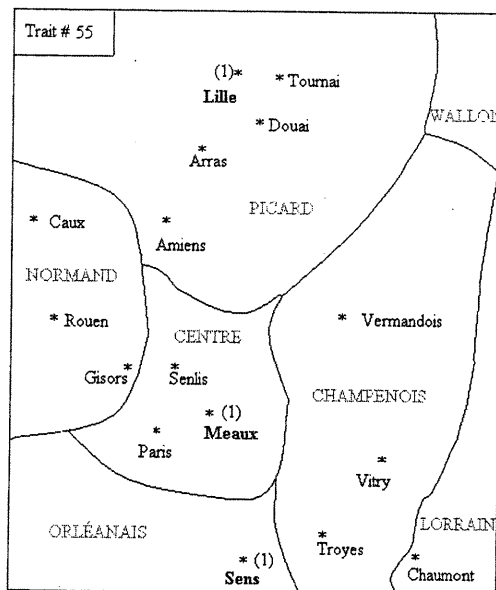 Trait # 55
(1) * * Tournai
Lille
* Douai
WALLON
*
Arras
* Caux
*
Amiens
PICARD
NORMAND
* Rouen
* Vermandois
CENTRE
* *
Gisors Senlis
CHAMPENOIS
* (1)
Meaux
*
Paris
*
Vitry
ORLÉANAIS
LORRAIN
*
Troyes
* (1)
Sens
*
Chaumont